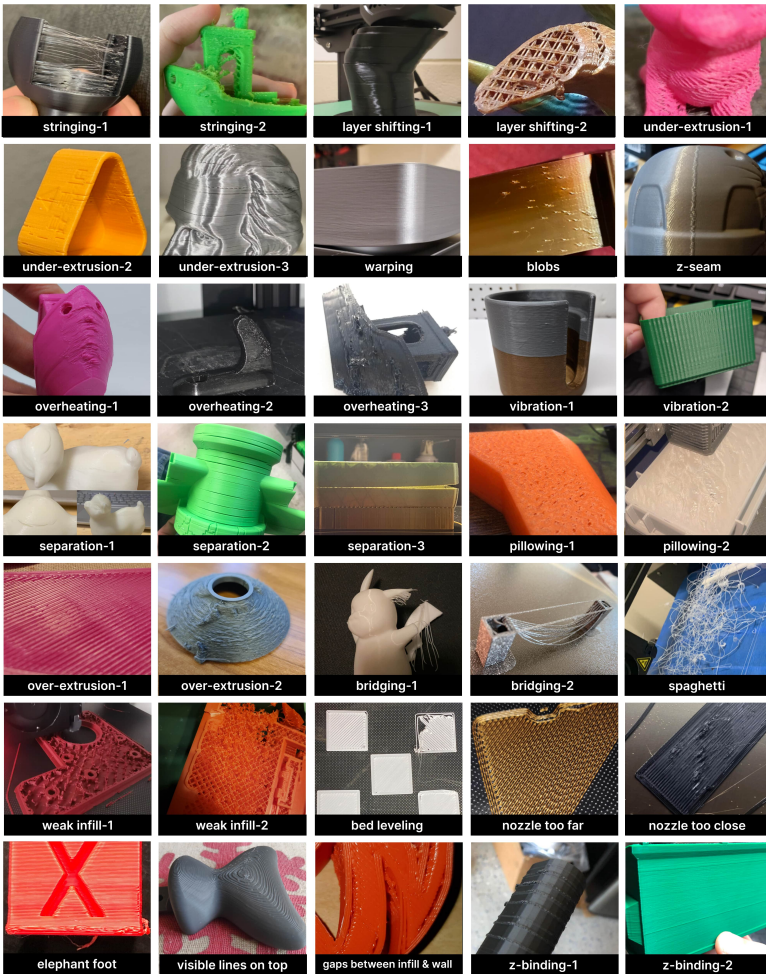 stringing-1
stringing-2
layer shifting-1
layer shifting-2
under-extrusion-1
under-extrusion-2
under-extrusion-3
warping
blobs
z-seam
overheating-1
overheating-2
overheating-3
vibration-1
vibration-2
separation-1
separation-2
separation-3
pillowing-1
pillowing-2
over-extrusion-1
over-extrusion-2
bridging-1
bridging-2
spaghetti
weak infill-1
weak infill-2
bed leveling
nozzle too far
nozzle too close
elephant foot
visible lines on top
gaps between infill & wall
z-binding-1
z-binding-2